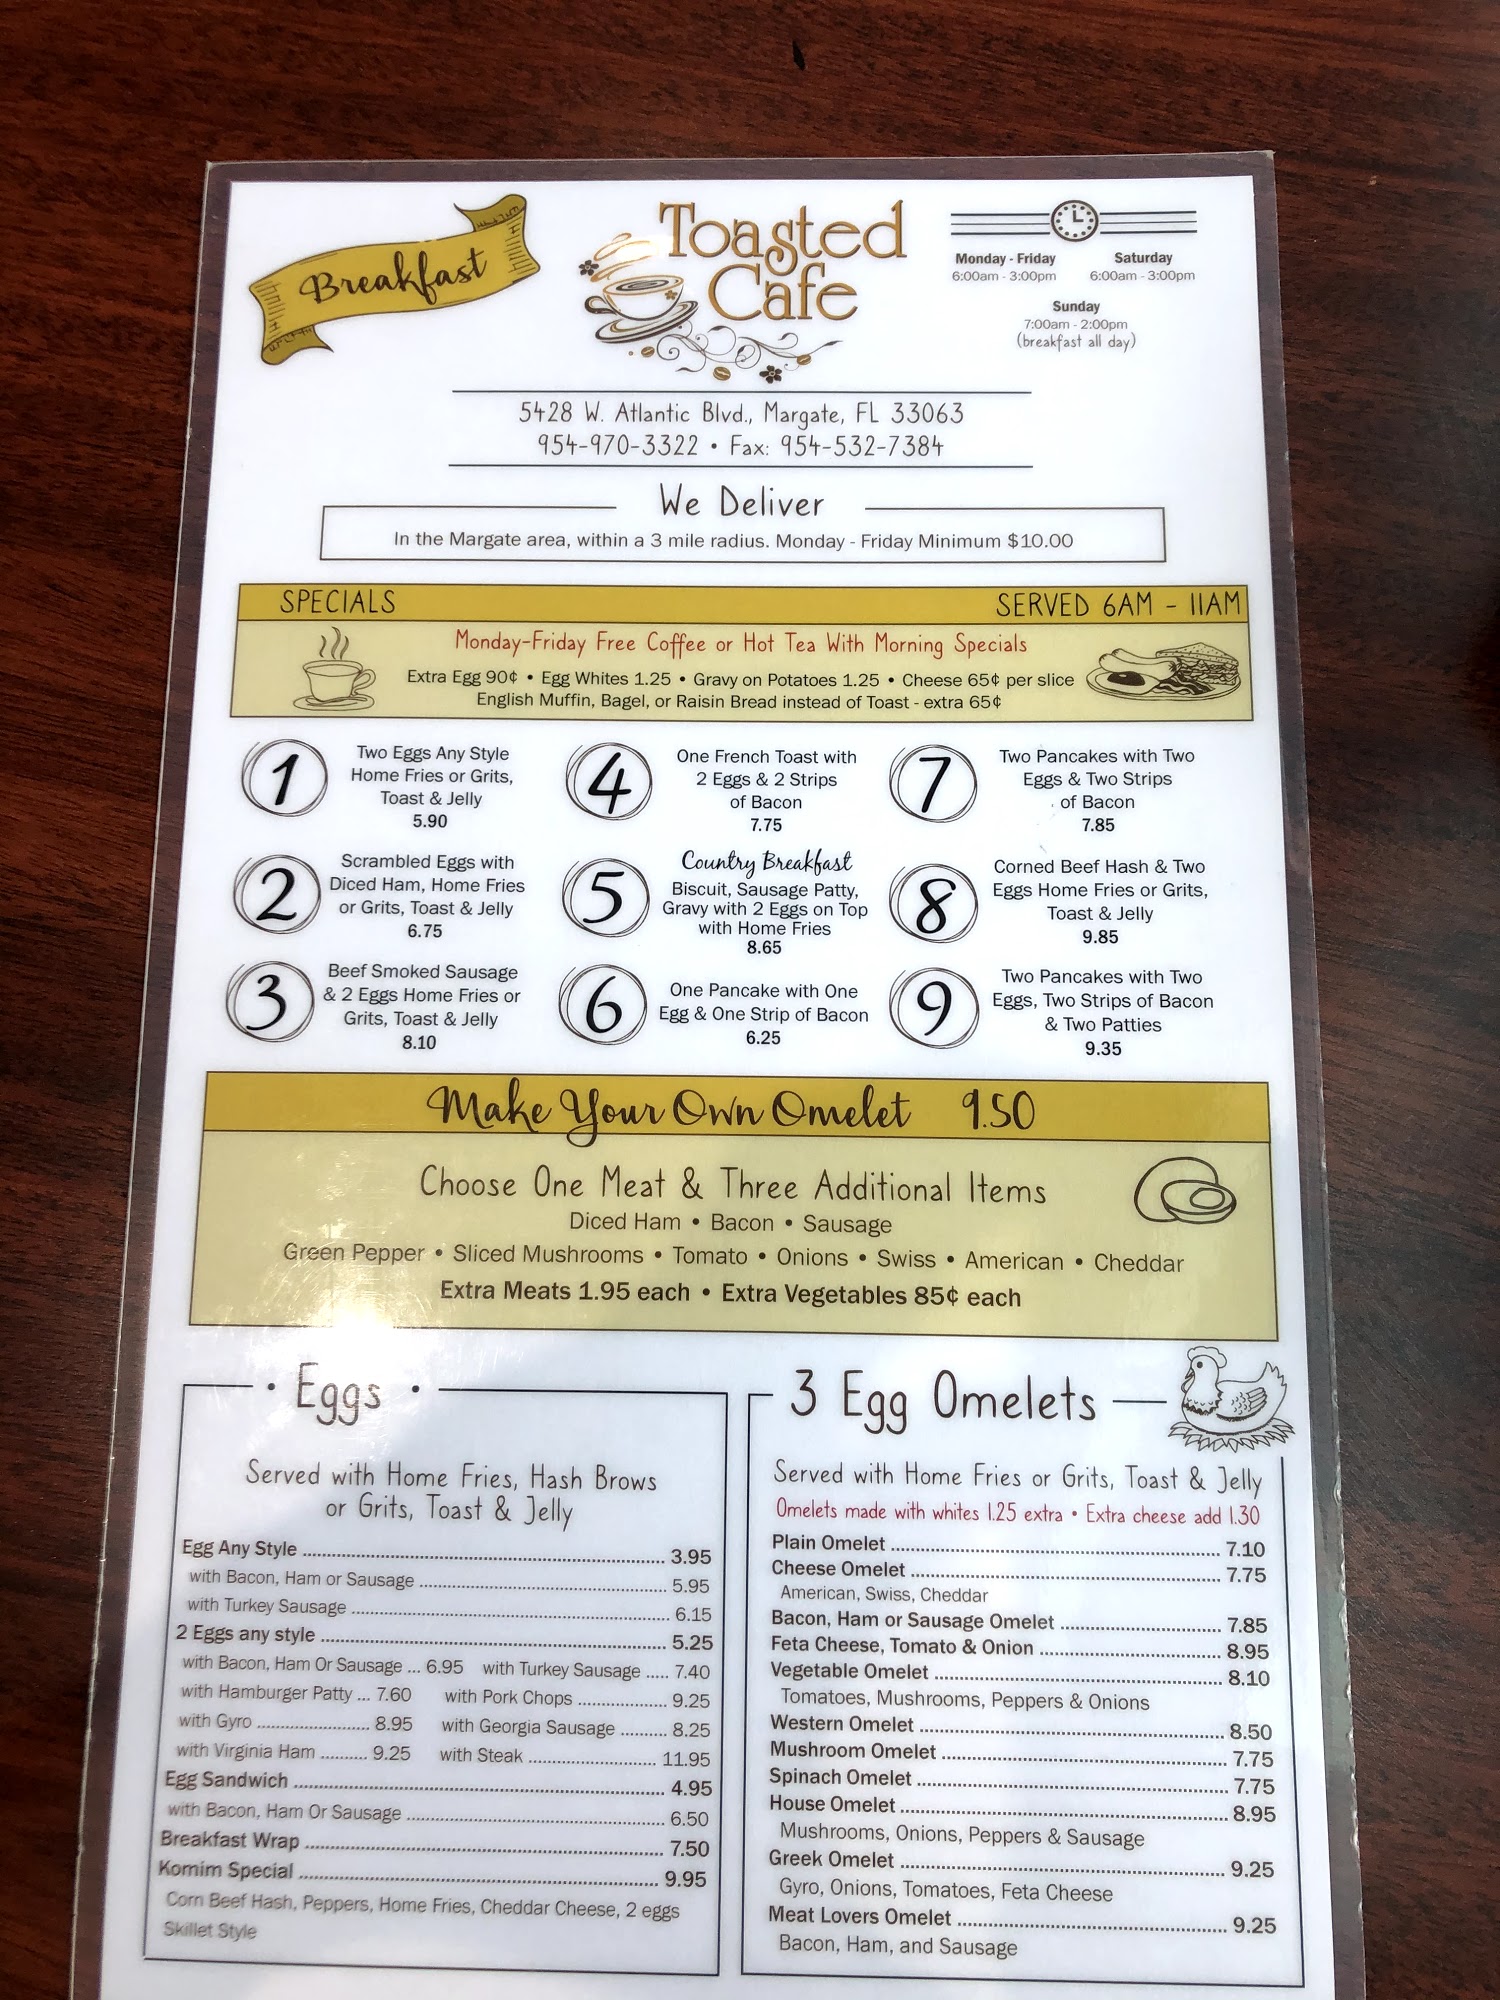 Breakfast
Toasted
Cafe
Monday - Friday
6:00am - 3:00pm
Saturday
6:00am - 3:00pm
Sunday
7:00am - 2:00pm
(breakfast all day)
5428 W. Atlantic Blvd., Margate, FL 33063
954-970-3322 • Fax: 954-532-7384
We Deliver
In the Margate area, within a 3 mile radius. Monday - Friday Minimum $10.00
SPECIALS SERVED 6AM - 11AM
Monday-Friday Free Coffee or Hot Tea With Morning Specials
Extra Egg 90¢ • Egg Whites 1.25 • Gravy on Potatoes 1.25 • Cheese 65¢ per slice
English Muffin, Bagel, or Raisin Bread instead of Toast - extra 65¢
1
Two Eggs Any Style
Home Fries or Grits,
Toast & Jelly
5.90
2
Scrambled Eggs with
Diced Ham, Home Fries
or Grits, Toast & Jelly
6.75
3
Beef Smoked Sausage
& 2 Eggs Home Fries or
Grits, Toast & Jelly
8.10
4
One French Toast with
2 Eggs & 2 Strips
of Bacon
7.75
5
Country Breakfast
Biscuit, Sausage Patty,
Gravy with 2 Eggs on Top
with Home Fries
8.65
6
One Pancake with One
Egg & One Strip of Bacon
6.25
7
Two Pancakes with Two
Eggs & Two Strips
of Bacon
7.85
8
Corned Beef Hash & Two
Eggs Home Fries or Grits,
Toast & Jelly
9.85
9
Two Pancakes with Two
Eggs, Two Strips of Bacon
& Two Patties
9.35
Make Your Own Omelet 9.50
Choose One Meat & Three Additional Items
Diced Ham • Bacon • Sausage
Green Pepper • Sliced Mushrooms • Tomato • Onions • Swiss • American • Cheddar
Extra Meats 1.95 each • Extra Vegetables 85¢ each
• Eggs •
Served with Home Fries, Hash Brows
or Grits, Toast & Jelly
Egg Any Style ........ 3.95
with Bacon, Ham or Sausage ........ 5.95
with Turkey Sausage ........ 6.15
2 Eggs any style ........ 5.25
with Bacon, Ham Or Sausage ... 6.95 with Turkey Sausage ..... 7.40
with Hamburger Patty ... 7.60 with Pork Chops ........ 9.25
with Gyro ........ 8.95 with Georgia Sausage ........ 8.25
with Virginia Ham ........ 9.25 with Steak ........ 11.95
Egg Sandwich ........ 4.95
with Bacon, Ham Or Sausage ........ 6.50
Breakfast Wrap ........ 7.50
Komim Special ........ 9.95
Corn Beef Hash, Peppers, Home Fries, Cheddar Cheese, 2 eggs
Skillet Style
3 Egg Omelets
Served with Home Fries or Grits, Toast & Jelly
Omelets made with whites 1.25 extra • Extra cheese add 1.30
Plain Omelet ........ 7.10
Cheese Omelet ........ 7.75
American, Swiss, Cheddar
Bacon, Ham or Sausage Omelet ........ 7.85
Feta Cheese, Tomato & Onion ........ 8.95
Vegetable Omelet ........ 8.10
Tomatoes, Mushrooms, Peppers & Onions
Western Omelet ........ 8.50
Mushroom Omelet ........ 7.75
Spinach Omelet ........ 7.75
House Omelet ........ 8.95
Mushrooms, Onions, Peppers & Sausage
Greek Omelet ........ 9.25
Gyro, Onions, Tomatoes, Feta Cheese
Meat Lovers Omelet ........ 9.25
Bacon, Ham, and Sausage